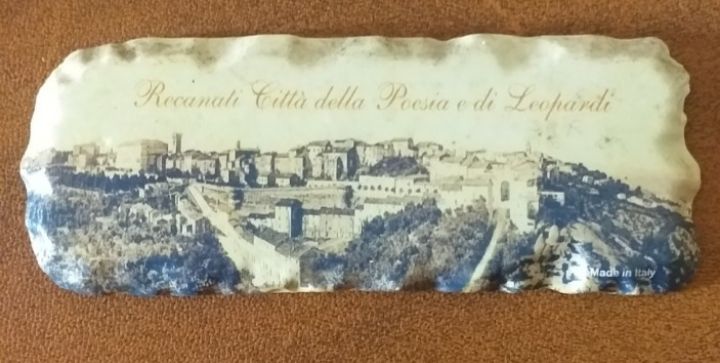 Recanati Città della Poesia e di Leopardi
Made in Italy